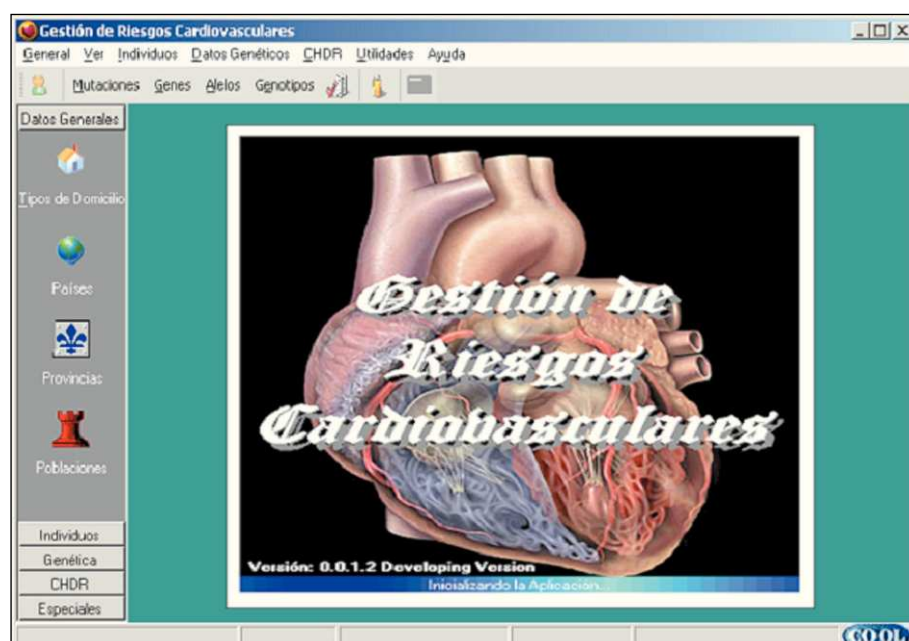 Gestión de Riesgos Cardiovasculares
General Ver Individuos Datos Genéticos CHDR Utilidades Ayuda
Mutaciones Genes Alelos Genotipos
Datos Generales
Tipos de Domicilio
Países
Provincias
Poblaciones
Individuos
Genética
CHDR
Especiales
Gestión de
Riesgos
Cardiovasculares
Versión: 0.0.1.2 Developing Version
Inicializando la Aplicación...
COOL